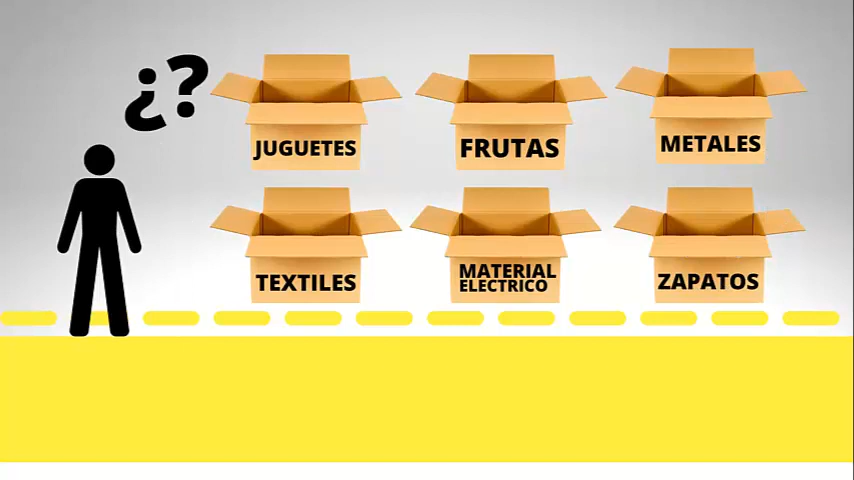 ¿?
JUGUETES
FRUTAS
METALES
TEXTILES
MATERIAL
ELECTRICO
ZAPATOS